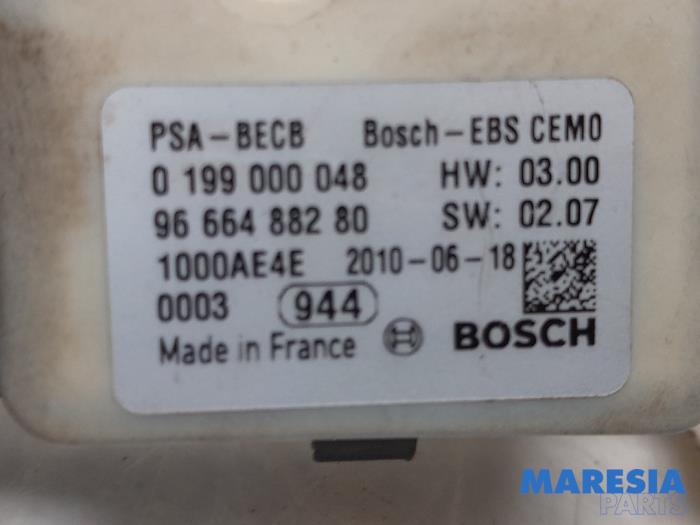 PSA-BECB Bosch-EBS CEM0
0 199 000 048 HW: 03.00
96 664 882 80 SW: 02.07
1000AE4E 2010-06-18
0003 944
Made in France BOSCH
MARESIA
PARTS